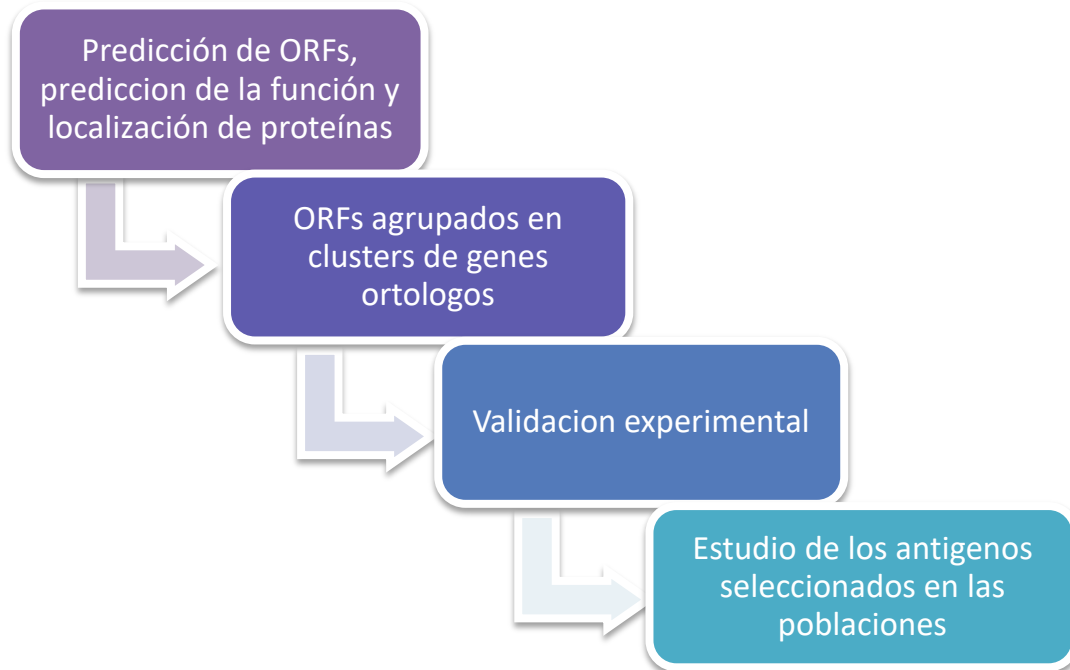 Predicción de ORFs,
prediccion de la función y
localización de proteínas
ORFs agrupados en
clusters de genes
ortologos
Validacion experimental
Estudio de los antigenos
seleccionados en las
poblaciones